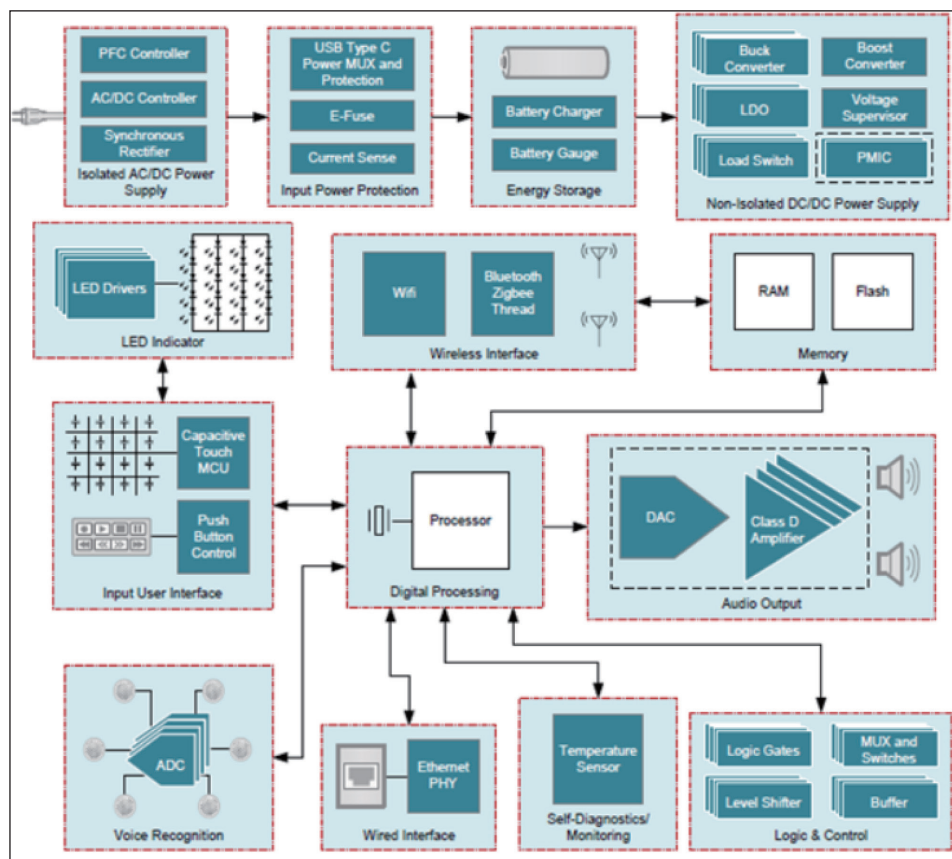 PFC Controller
AC/DC Controller
Synchronous
Rectifier
Isolated AC/DC Power
Supply
USB Type C
Power MUX and
Protection
E-Fuse
Current Sense
Input Power Protection
Battery Charger
Battery Gauge
Energy Storage
Buck
Converter
Boost
Converter
LDO
Voltage
Supervisor
Load Switch
PMIC
Non-Isolated DC/DC Power Supply
LED Drivers
LED Indicator
Wifi
Bluetooth
Zigbee
Thread
Wireless Interface
RAM
Flash
Memory
Capacitive
Touch
MCU
Push
Button
Control
Input User Interface
Processor
Digital Processing
DAC
Class D
Amplifier
Audio Output
ADC
Voice Recognition
Ethernet
PHY
Wired Interface
Temperature
Sensor
Self-Diagnostics/
Monitoring
Logic Gates
MUX and
Switches
Level Shifter
Buffer
Logic & Control